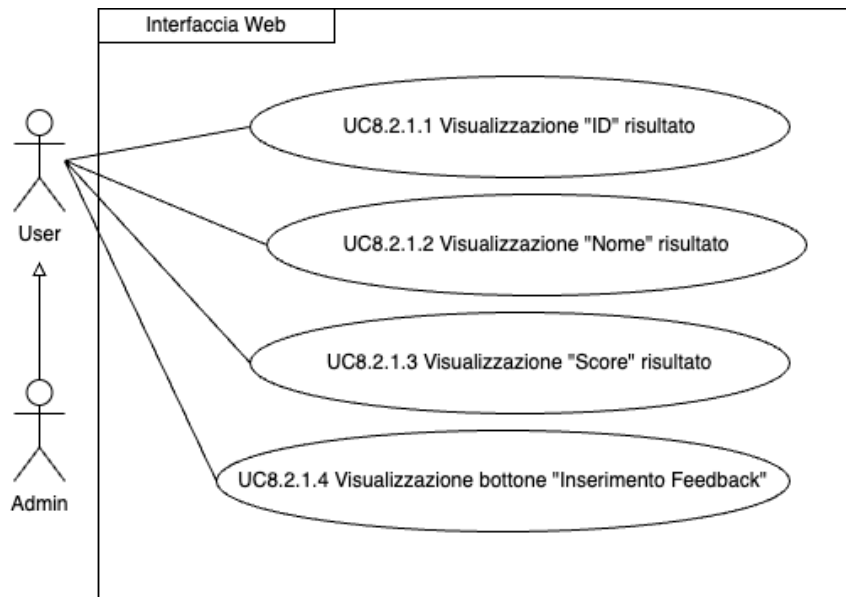 Interfaccia Web
UC8.2.1.1 Visualizzazione "ID" risultato
User
UC8.2.1.2 Visualizzazione "Nome" risultato
UC8.2.1.3 Visualizzazione "Score" risultato
UC8.2.1.4 Visualizzazione bottone "Inserimento Feedback"
Admin